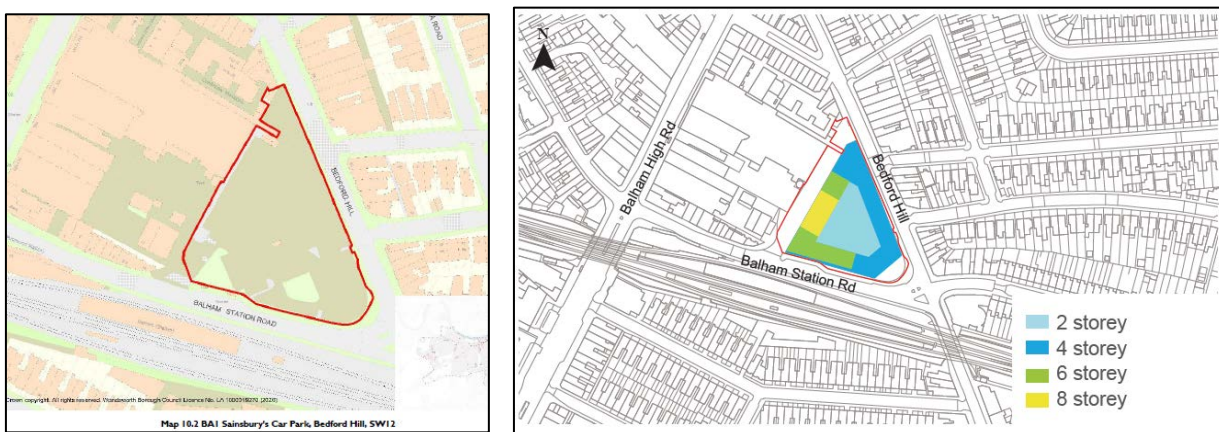 BEDFORD HILL
BALHAM STATION ROAD
Crown copyright. All rights reserved. Wandsworth Borough Council Licence No. LA 1000
Map 10.2 BA1 Sainsbury's Car Park, Bedford Hill, SW12
N
Balham High Rd
Bedford Hill
Balham Station Rd
2 storey
4 storey
6 storey
8 storey